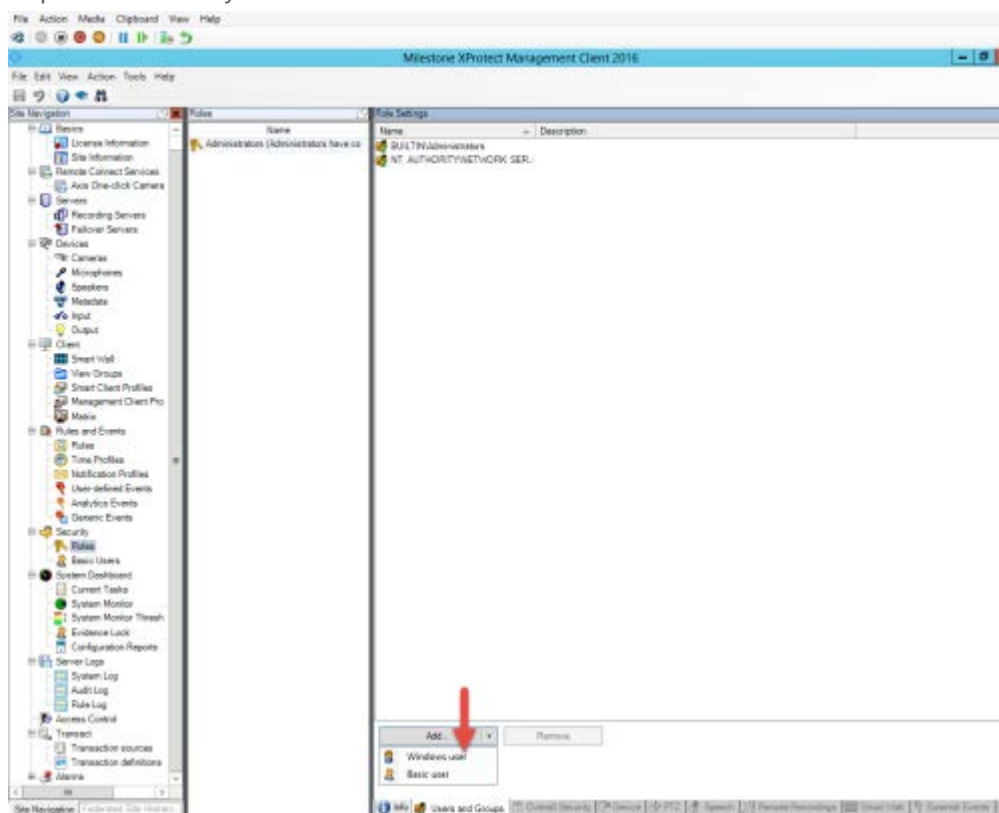 File Action Media Clipboard View Help
Milestone XProtect Management Client 2016
File Edit View Action Tools Help
Site Navigation
Basics
License Information
Site Information
Remote Connect Services
Axis One-click Camera
Servers
Recording Servers
Failover Servers
Devices
Cameras
Microphones
Speakers
Metadata
Input
Output
Client
Smart Wall
View Groups
Smart Client Profiles
Management Client Pro
Matrix
Rules and Events
Rules
Time Profiles
Notification Profiles
User-defined Events
Analytics Events
Generic Events
Security
Roles
Basic Users
System Dashboard
Current Tasks
System Monitor
System Monitor Thresh
Evidence Lock
Configuration Reports
Server Logs
System Log
Audit Log
Rule Log
Access Control
Transact
Transaction sources
Transaction definitions
Alarms
Site Navigation Federated Site Hierarc
Roles
Name
Administrators (Administrators have co
Role Settings
Name Description
BUILTIN\Administrators
NT AUTHORITY\NETWORK SER
Add... Remove
Windows user
Basic user
Info Users and Groups Overall Security Device PTZ Speech Remote Recordings Smart Wall External Events